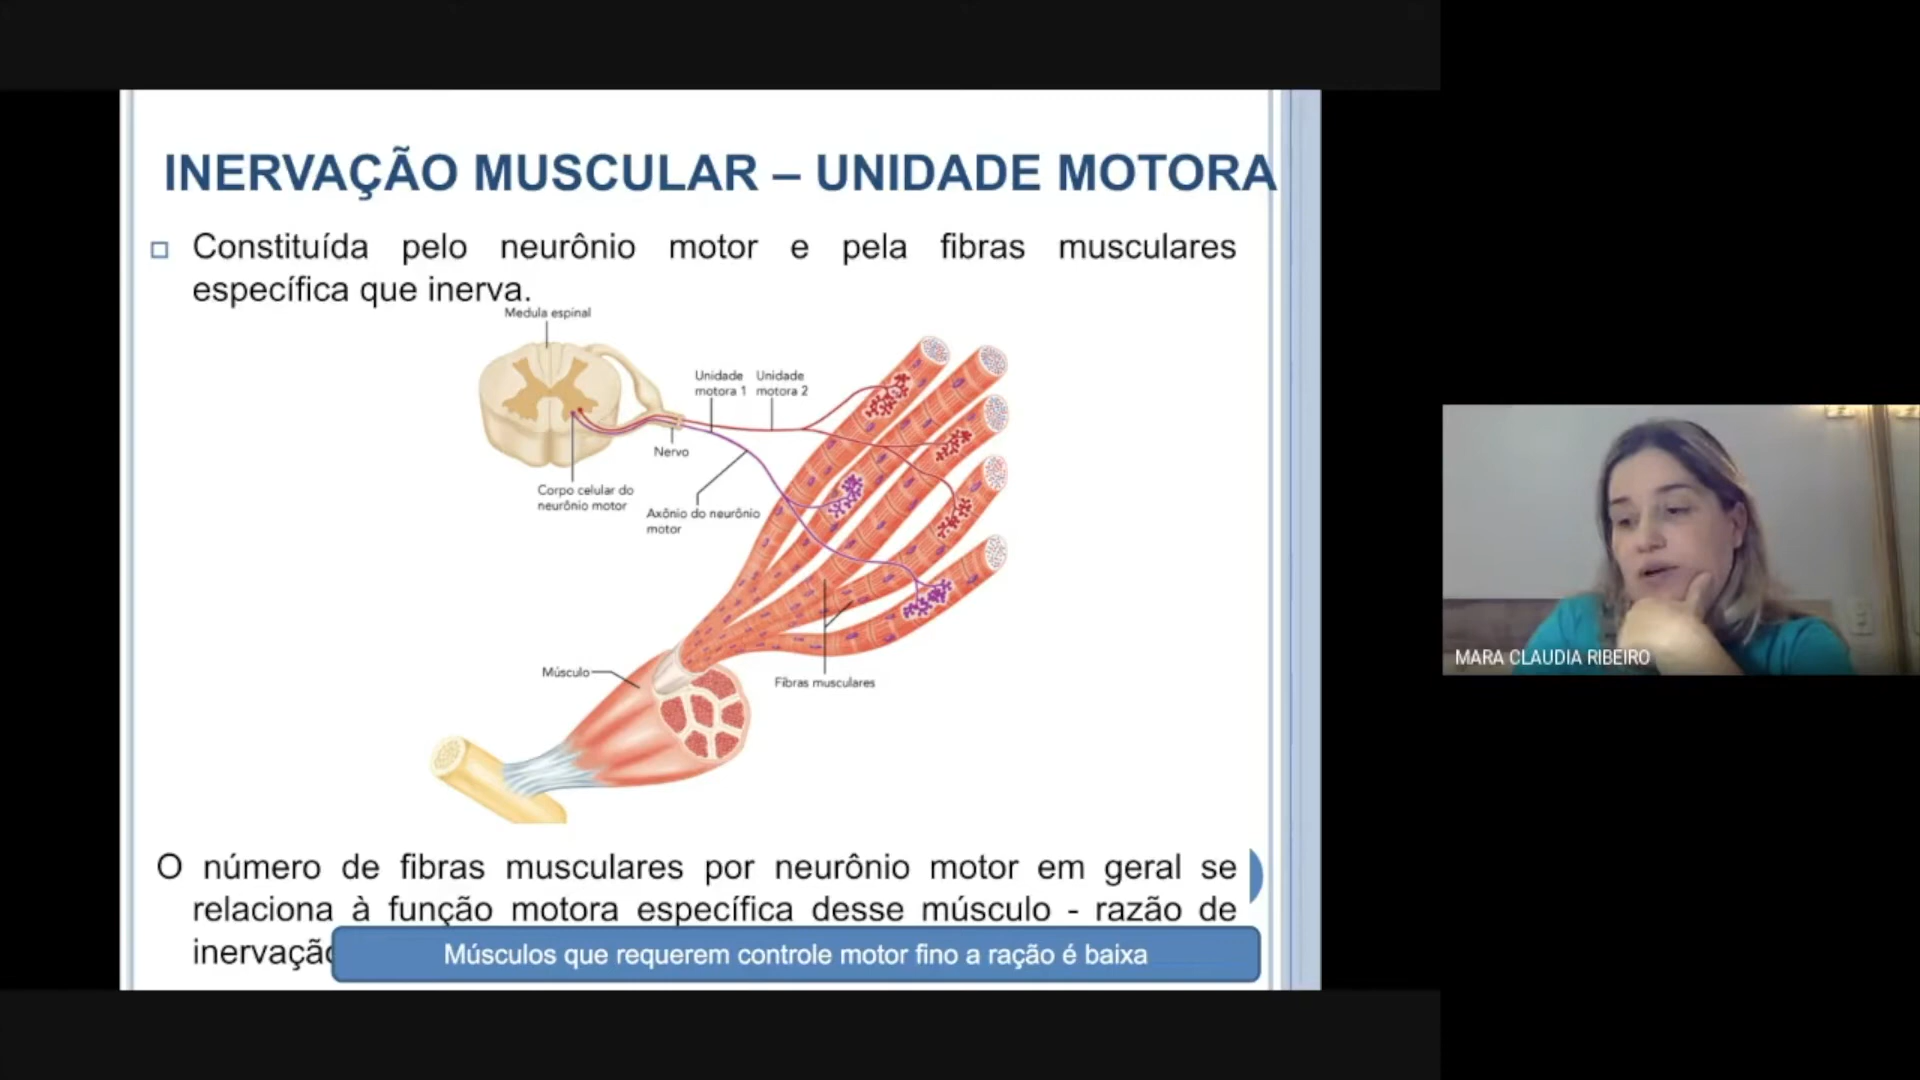 INERVAÇÃO MUSCULAR – UNIDADE MOTORA
Constituída pelo neurônio motor e pela fibras musculares
específica que inerva.
Medula espinal
Unidade
motora 1
Unidade
motora 2
Nervo
Corpo celular do
neurônio motor
Axônio do neurônio
motor
Músculo
Fibras musculares
O número de fibras musculares por neurônio motor em geral se
relaciona à função motora específica desse músculo - razão de
inervação
Músculos que requerem controle motor fino a ração é baixa
MARA CLAUDIA RIBEIRO